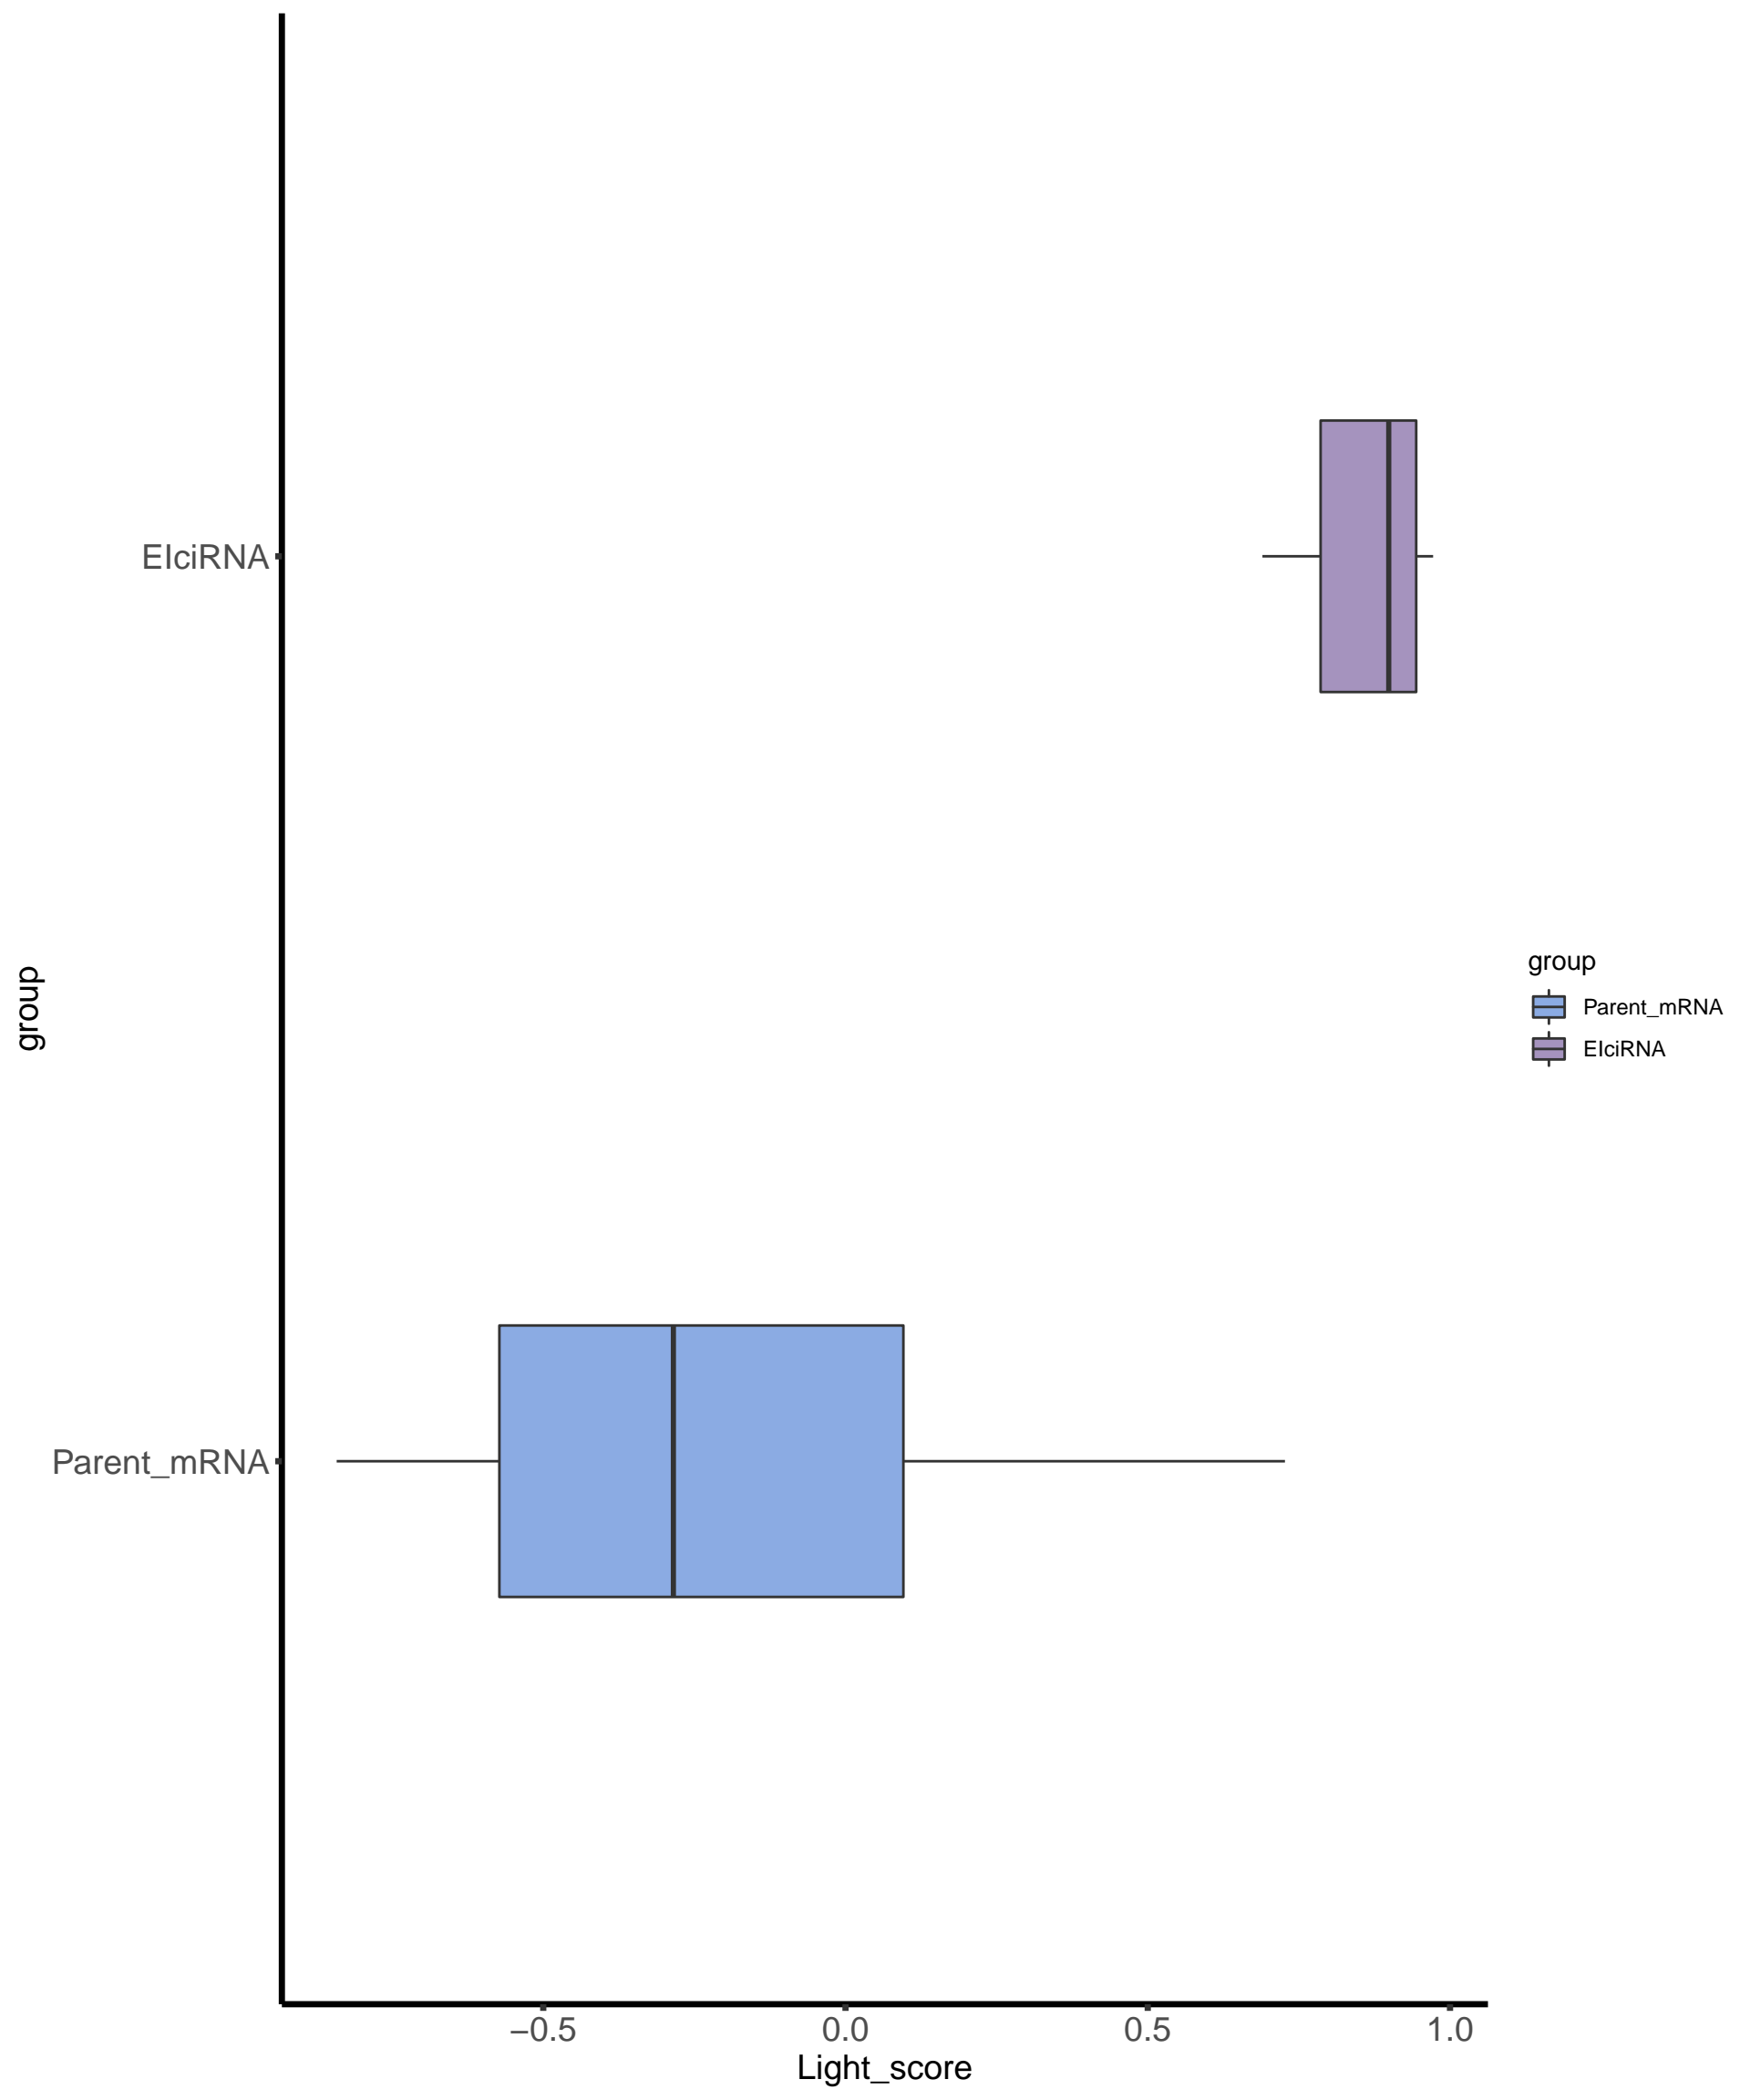 EIciRNA
Parent_mRNA
group
−0.5
0.0
0.5
1.0
Light_score
group
Parent_mRNA
EIciRNA